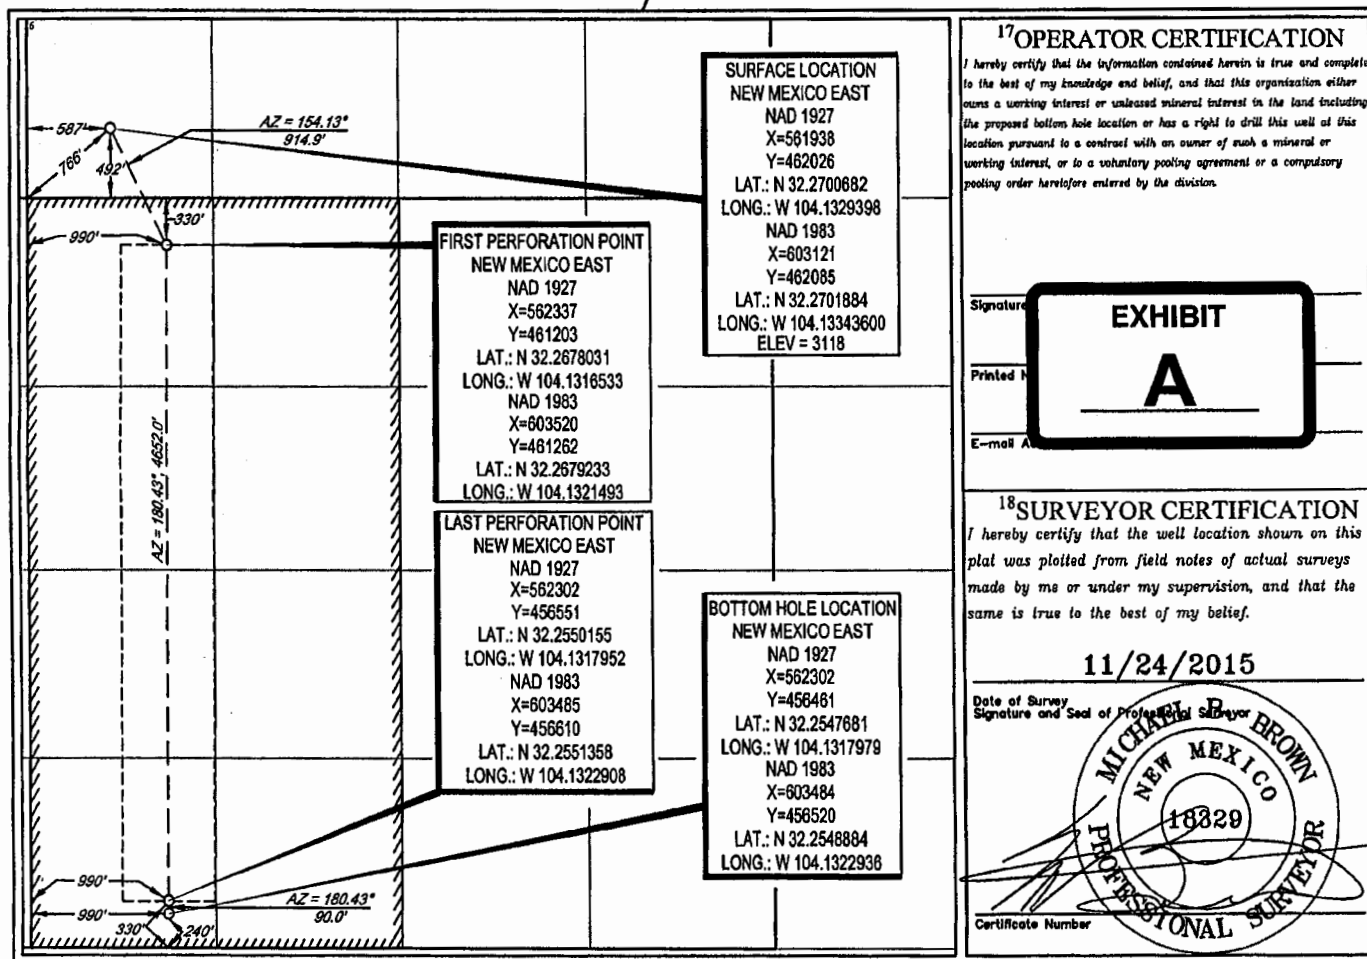 16
587'
AZ = 154.13°
914.9'
766'
492'
330'
990'
AZ = 180.43°, 4652.0'
990'
990'
AZ = 180.43°
90.0'
330'
240'
SURFACE LOCATION
NEW MEXICO EAST
NAD 1927
X=561938
Y=462026
LAT.: N 32.2700682
LONG.: W 104.1329398
NAD 1983
X=603121
Y=462085
LAT.: N 32.2701884
LONG.: W 104.13343600
ELEV = 3118
FIRST PERFORATION POINT
NEW MEXICO EAST
NAD 1927
X=562337
Y=461203
LAT.: N 32.2678031
LONG.: W 104.1316533
NAD 1983
X=603520
Y=461262
LAT.: N 32.2679233
LONG.: W 104.1321493
LAST PERFORATION POINT
NEW MEXICO EAST
NAD 1927
X=562302
Y=456551
LAT.: N 32.2550155
LONG.: W 104.1317952
NAD 1983
X=603485
Y=456610
LAT.: N 32.2551358
LONG.: W 104.1322908
BOTTOM HOLE LOCATION
NEW MEXICO EAST
NAD 1927
X=562302
Y=456461
LAT.: N 32.2547681
LONG.: W 104.1317979
NAD 1983
X=603484
Y=456520
LAT.: N 32.2548884
LONG.: W 104.1322936
17 OPERATOR CERTIFICATION
I hereby certify that the information contained herein is true and complete
to the best of my knowledge and belief, and that this organization either
owns a working interest or unleased mineral interest in the land including
the proposed bottom hole location or has a right to drill this well at this
location pursuant to a contract with an owner of such a mineral or
working interest, or to a voluntary pooling agreement or a compulsory
pooling order heretofore entered by the division.
Signature
Printed N
E-mail A
EXHIBIT
A
18 SURVEYOR CERTIFICATION
I hereby certify that the well location shown on this
plat was plotted from field notes of actual surveys
made by me or under my supervision, and that the
same is true to the best of my belief.
11/24/2015
Date of Survey
Signature and Seal of Professional Surveyor
MICHAEL B. BROWN
NEW MEXICO
18329
PROFESSIONAL SURVEYOR
Certificate Number